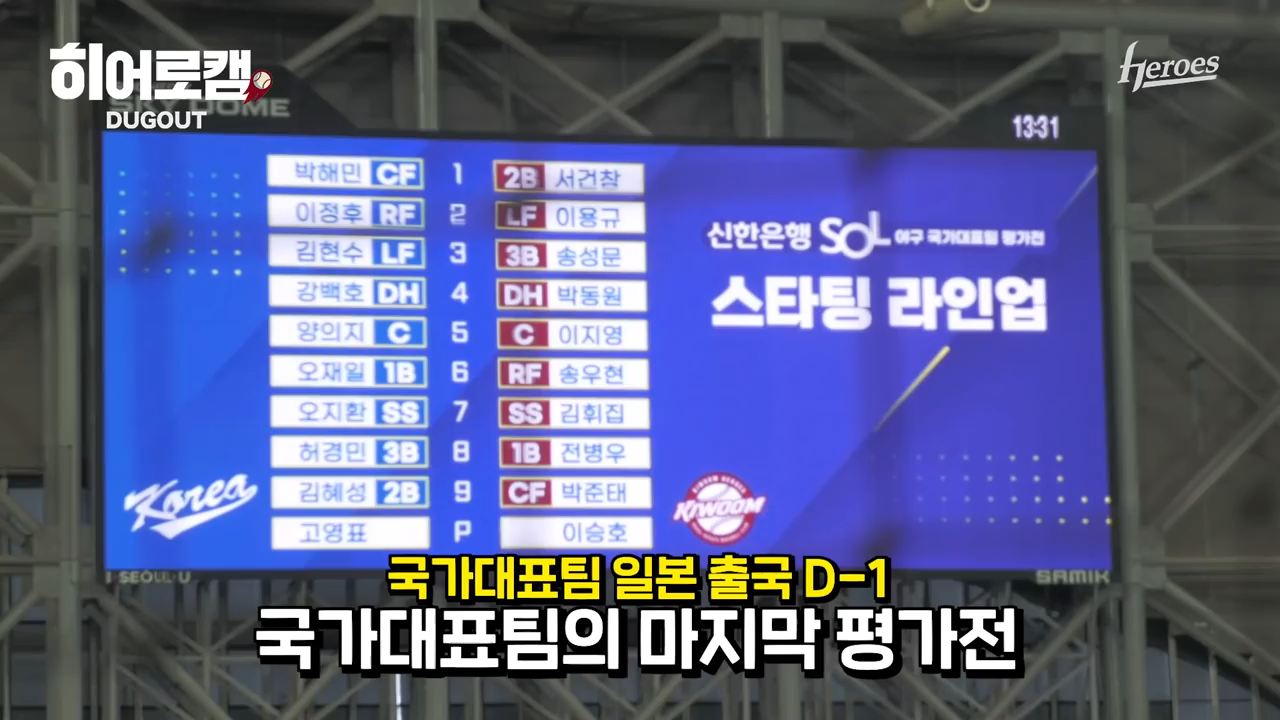 히어로캠
DUGOUT
Heroes
SKY DOME
13:31
박해민 CF 1 2B 서건창
이정후 RF 2 LF 이용규
김현수 LF 3 3B 송성문
강백호 DH 4 DH 박동원
양의지 C 5 C 이지영
오재일 1B 6 RF 송우현
오지환 SS 7 SS 김휘집
허경민 3B 8 1B 전병우
김혜성 2B 9 CF 박준태
고영표 P 이승호
신한은행 SOL 야구 국가대표팀 평가전
스타팅 라인업
Korea
KIWOOM
SAMIK
국가대표팀 일본 출국 D-1
국가대표팀의 마지막 평가전